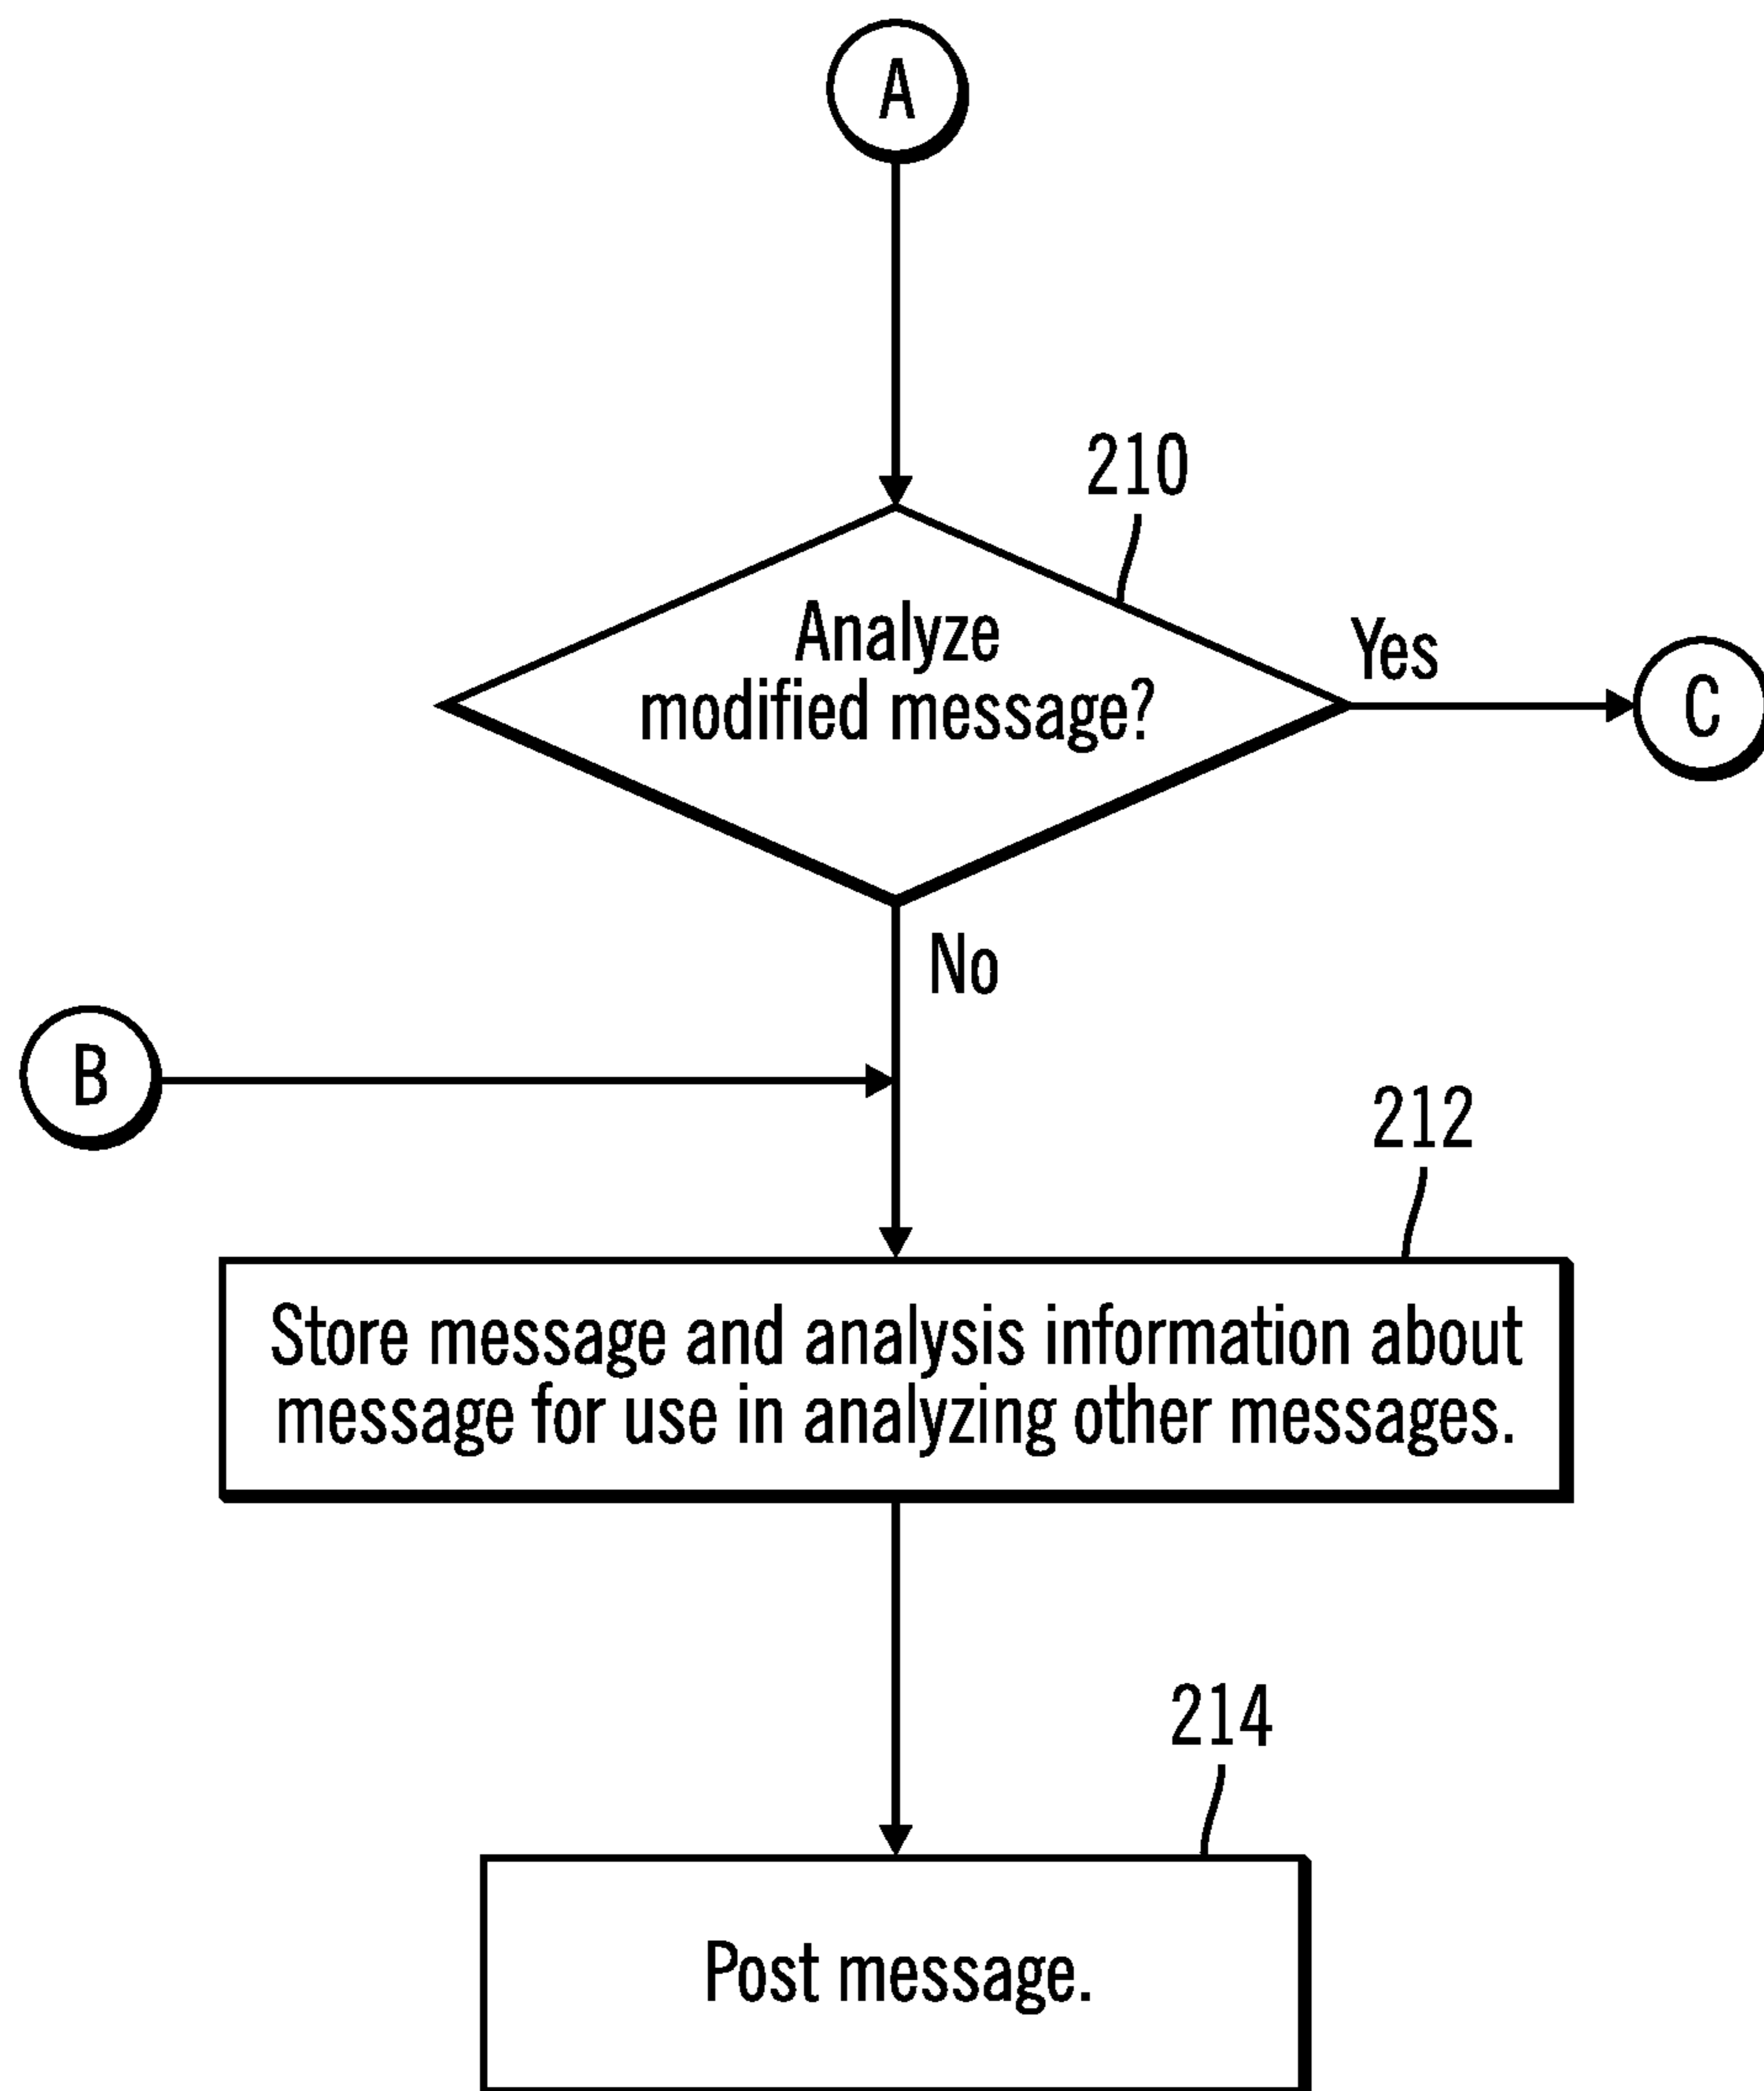 A
210
Analyze
modified message?
Yes
C
No
B
212
Store message and analysis information about
message for use in analyzing other messages.
214
Post message.